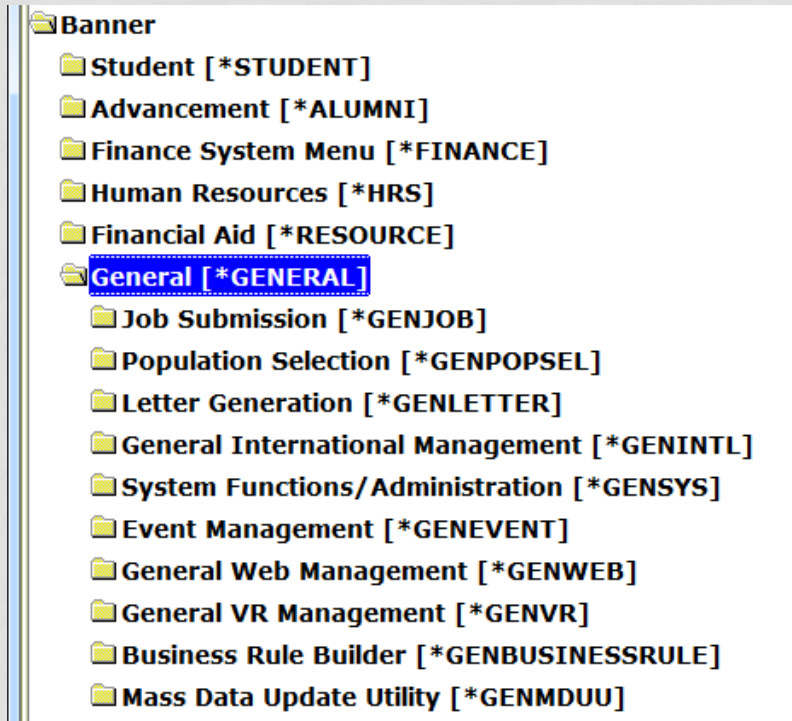 Banner
Student [*STUDENT]
Advancement [*ALUMNI]
Finance System Menu [*FINANCE]
Human Resources [*HRS]
Financial Aid [*RESOURCE]
General [*GENERAL]
Job Submission [*GENJOB]
Population Selection [*GENPOPSEL]
Letter Generation [*GENLETTER]
General International Management [*GENINTL]
System Functions/Administration [*GENSYS]
Event Management [*GENEVENT]
General Web Management [*GENWEB]
General VR Management [*GENVR]
Business Rule Builder [*GENBUSINESSRULE]
Mass Data Update Utility [*GENMDUU]